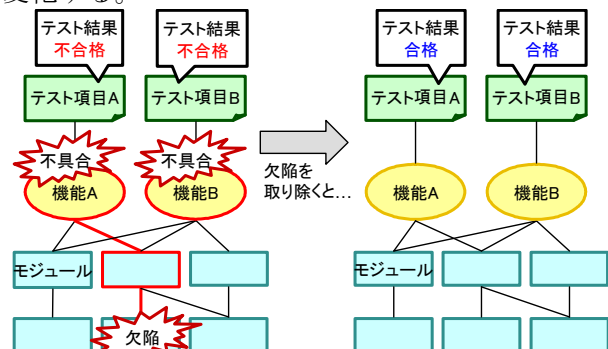 変化する。
テスト結果
不合格
テスト結果
不合格
テスト結果
合格
テスト結果
合格
テスト項目A
テスト項目B
テスト項目A
テスト項目B
不具合
不具合
機能A
機能B
欠陥を
取り除くと…
機能A
機能B
モジュール
モジュール
欠陥